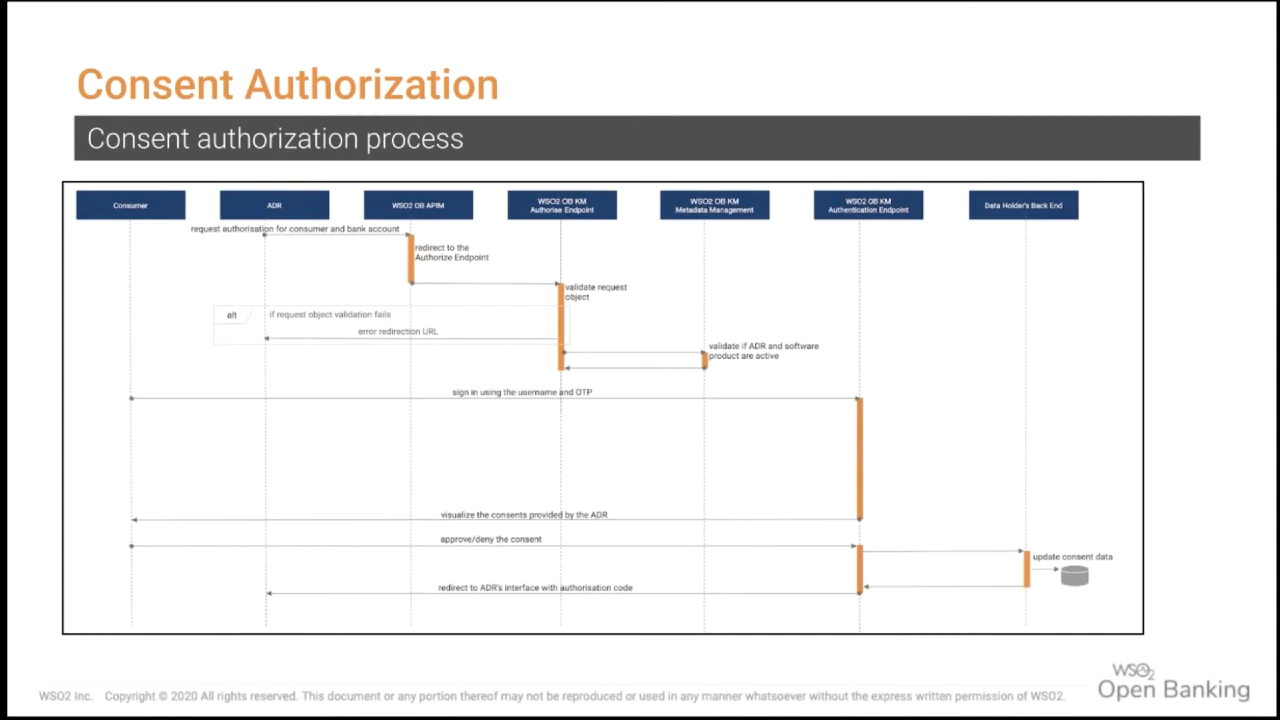 Consent Authorization
Consent authorization process
Consumer
ADR
WSO2 OB APIM
WSO2 OB KM
Authorise Endpoint
WSO2 OB KM
Metadata Management
WSO2 OB KM
Authentication Endpoint
Data Holder's Back End
request authorisation for consumer and bank account
redirect to the
Authorize Endpoint
validate request
object
alt
if request object validation fails
error redirection URL
validate if ADR and software
product are active
sign in using the username and OTP
visualize the consents provided by the ADR
approve/deny the consent
update consent data
redirect to ADR's interface with authorisation code
WSO2 Inc. Copyright © 2020 All rights reserved. This document or any portion thereof may not be reproduced or used in any manner whatsoever without the express written permission of WSO2.
WSO2
Open Banking